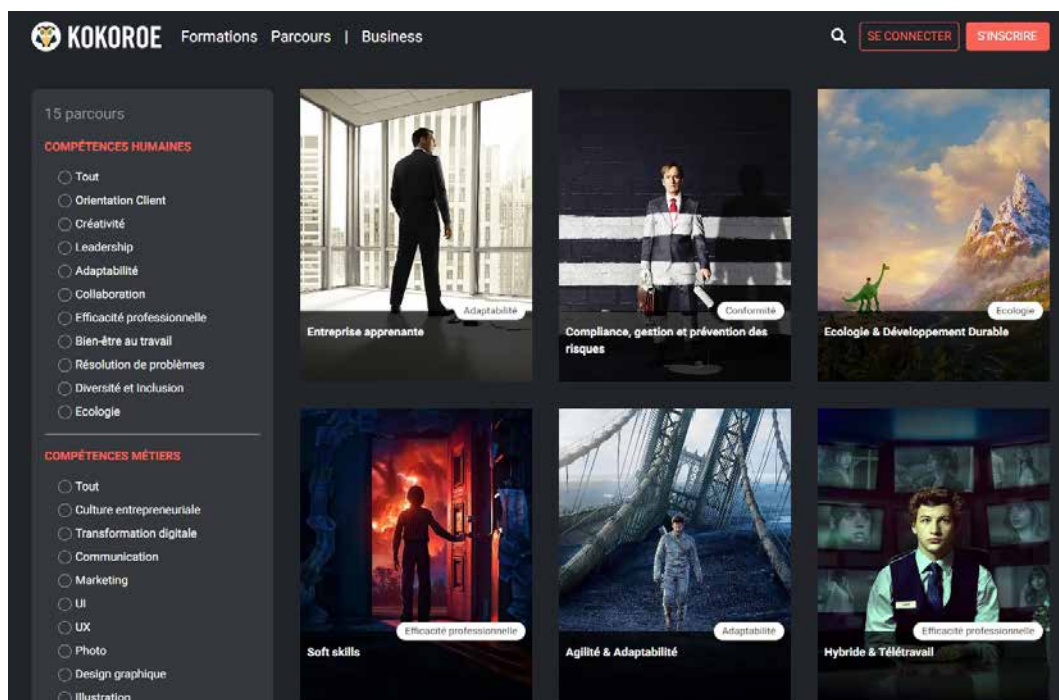 KOKOROE Formations Parcours | Business SE CONNECTER S'INSCRIRE
15 parcours
COMPÉTENCES HUMAINES
Tout
Orientation Client
Créativité
Leadership
Adaptabilité
Collaboration
Efficacité professionnelle
Bien-être au travail
Résolution de problèmes
Diversité et Inclusion
Ecologie
COMPÉTENCES MÉTIERS
Tout
Culture entrepreneuriale
Transformation digitale
Communication
Marketing
UI
UX
Photo
Design graphique
Illustration
Adaptabilité
Entreprise apprenante
Conformité
Compliance, gestion et prévention des
risques
Ecologie
Ecologie & Développement Durable
Efficacité professionnelle
Soft skills
Adaptabilité
Agilité & Adaptabilité
Efficacité professionnelle
Hybride & Télétravail